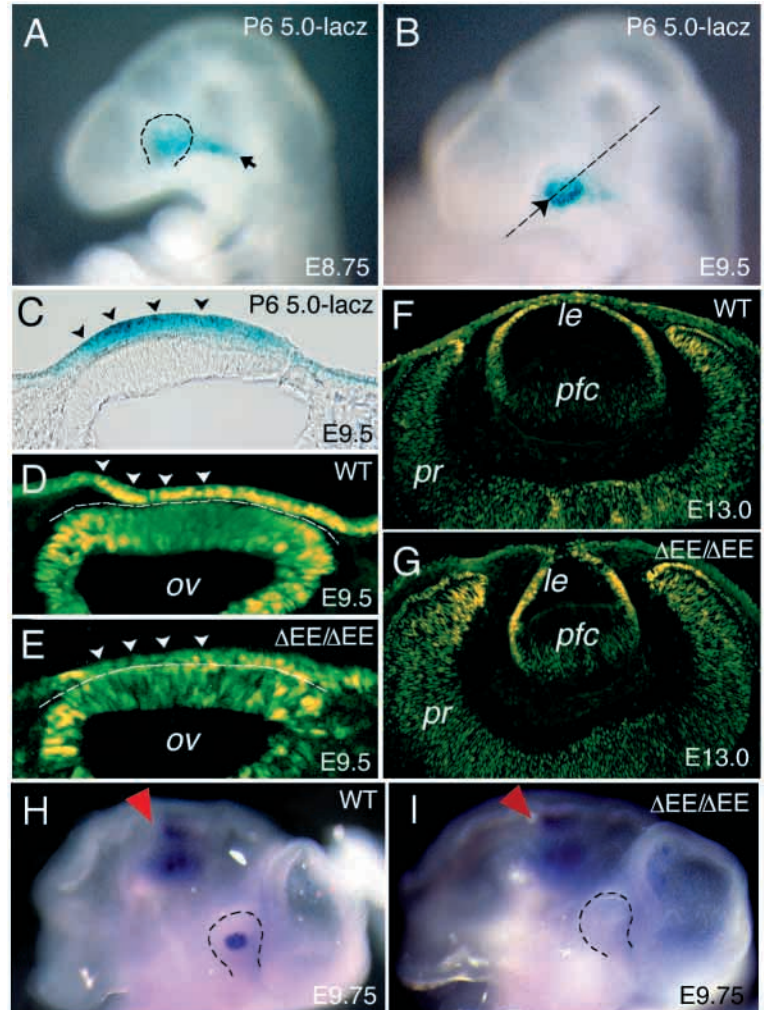 A P6 5.0-lacz
E8.75
B P6 5.0-lacz
E9.5
C P6 5.0-lacz
E9.5
D WT
ov
E9.5
E ΔEE/ΔEE
ov
E9.5
F WT
le
pfc
pr
E13.0
G ΔEE/ΔEE
le
pfc
pr
E13.0
H WT
E9.75
I ΔEE/ΔEE
E9.75